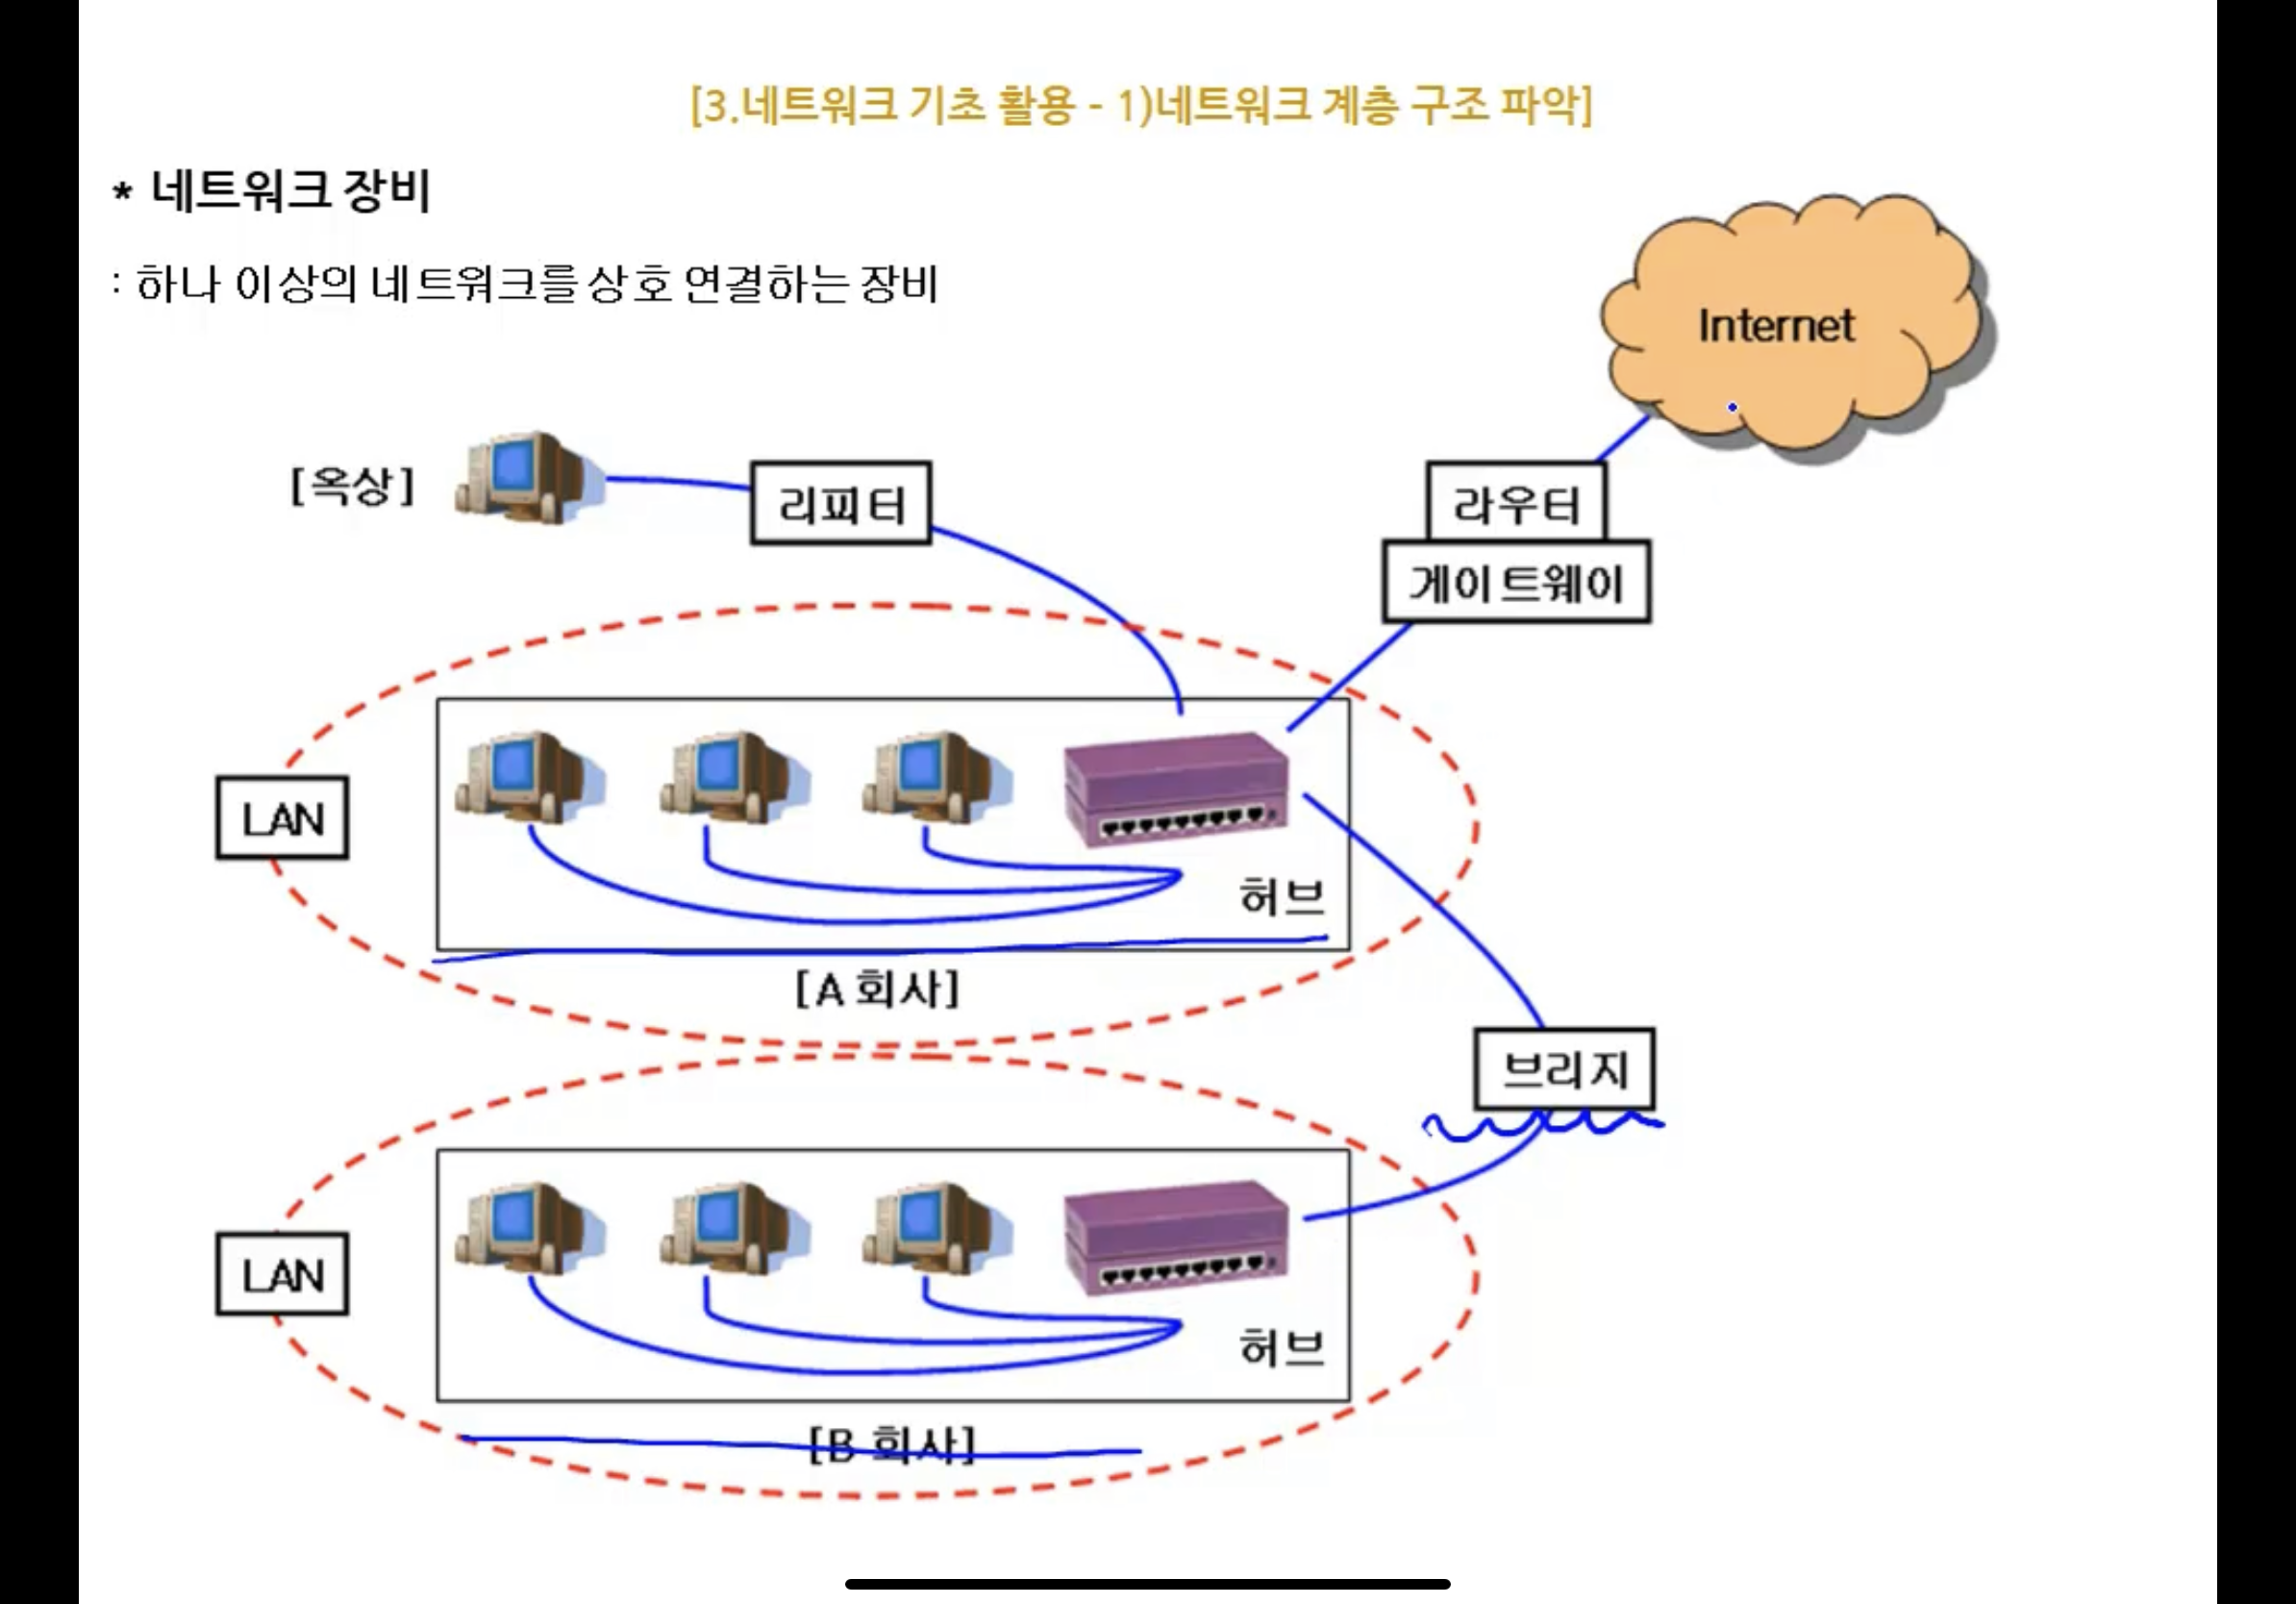 [3.네트워크 기초 활용 - 1)네트워크 계층 구조 파악]
* 네트워크 장비
: 하나 이상의 네트워크를 상호 연결하는 장비
Internet
[옥상]
리피터
라우터
게이트웨이
LAN
허브
[A 회사]
브리지
LAN
허브
[B 회사]